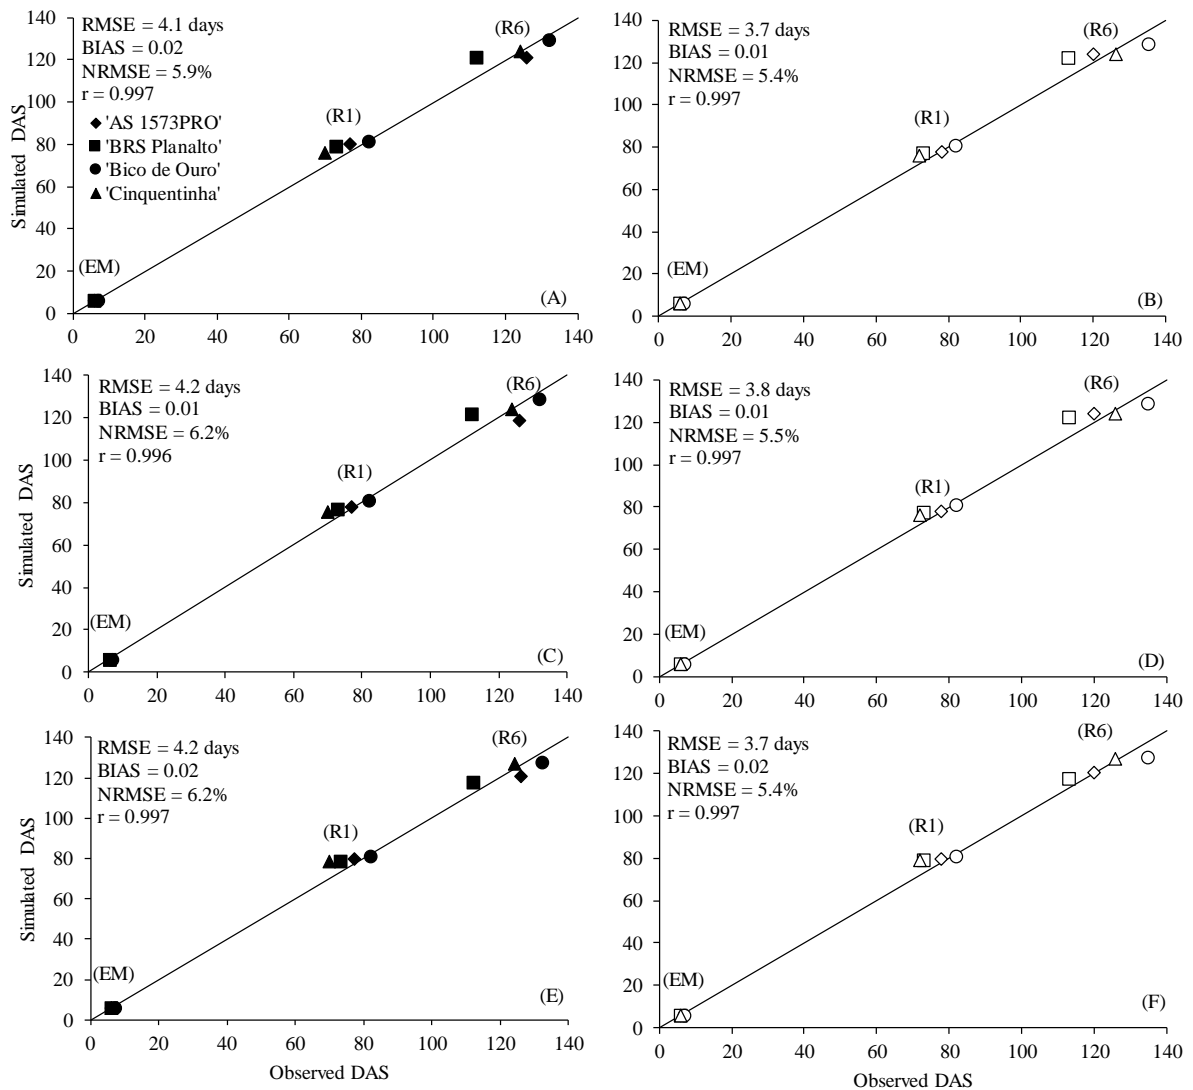 RMSE = 4.1 days
BIAS = 0.02
NRMSE = 5.9%
r = 0.997
'AS 1573PRO'
'BRS Planalto'
'Bico de Ouro'
'Cinquentinha'
(R6)
(R1)
(EM)
(A)
Simulated DAS
140
120
100
80
60
40
20
0
0 20 40 60 80 100 120 140
RMSE = 3.7 days
BIAS = 0.01
NRMSE = 5.4%
r = 0.997
(R6)
(R1)
(EM)
(B)
140
120
100
80
60
40
20
0
0 20 40 60 80 100 120 140
RMSE = 4.2 days
BIAS = 0.01
NRMSE = 6.2%
r = 0.996
(R6)
(R1)
(EM)
(C)
Simulated DAS
140
120
100
80
60
40
20
0
0 20 40 60 80 100 120 140
RMSE = 3.8 days
BIAS = 0.01
NRMSE = 5.5%
r = 0.997
(R6)
(R1)
(EM)
(D)
140
120
100
80
60
40
20
0
0 20 40 60 80 100 120 140
RMSE = 4.2 days
BIAS = 0.02
NRMSE = 6.2%
r = 0.997
(R6)
(R1)
(EM)
(E)
Simulated DAS
140
120
100
80
60
40
20
0
0 20 40 60 80 100 120 140
Observed DAS
RMSE = 3.7 days
BIAS = 0.02
NRMSE = 5.4%
r = 0.997
(R6)
(R1)
(EM)
(F)
140
120
100
80
60
40
20
0
0 20 40 60 80 100 120 140
Observed DAS